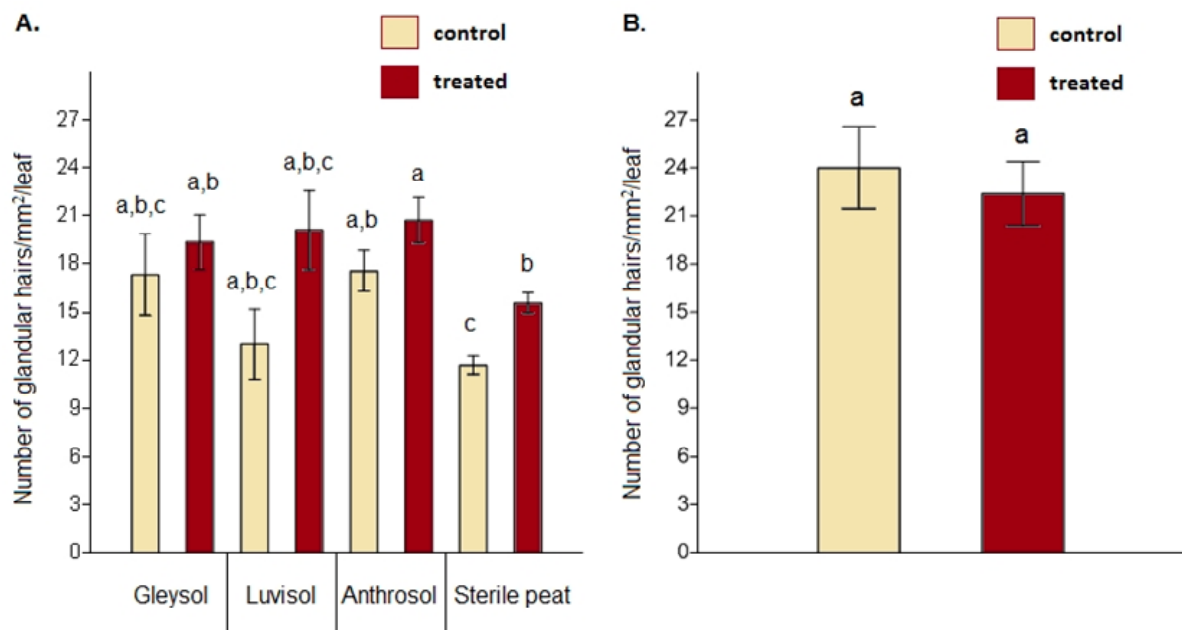 A.
control
treated
Number of glandular hairs/mm²/leaf
27
24
21
18
15
12
9
6
3
0
a,b,c
a,b
a,b,c
a,b,c
a,b
a
c
b
Gleysol Luvisol Anthrosol Sterile peat
B.
control
treated
Number of glandular hairs/mm²/leaf
27
24
21
18
15
12
9
6
3
0
a
a